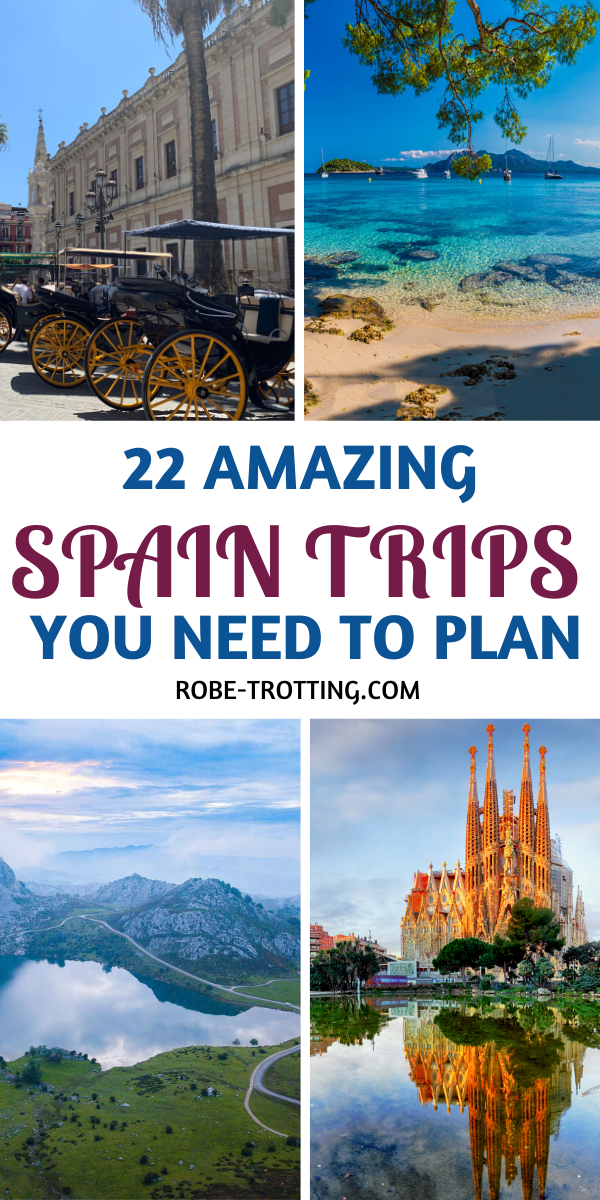 22 AMAZING
SPAIN TRIPS
YOU NEED TO PLAN
ROBE-TROTTING.COM